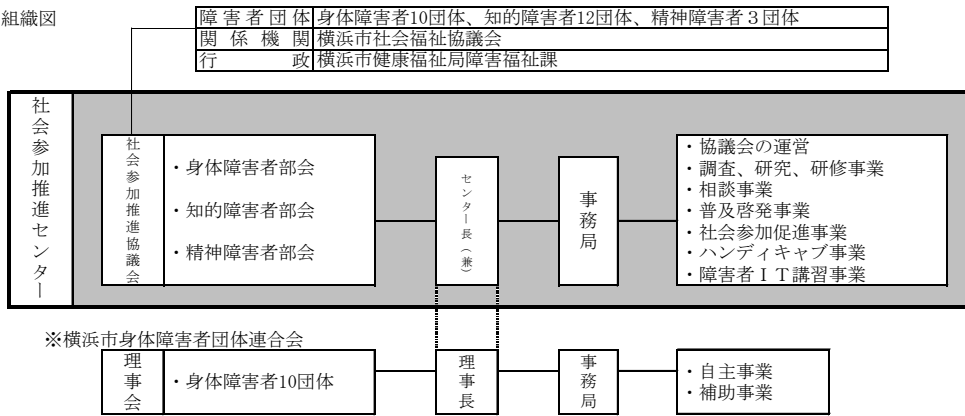 組織図
障害者団体 身体障害者10団体、知的障害者12団体、精神障害者３団体
関係機関 横浜市社会福祉協議会
行政 横浜市健康福祉局障害福祉課
社会参加推進センター
社会参加推進協議会
・身体障害者部会
・知的障害者部会
・精神障害者部会
センター長（兼）
事務局
・協議会の運営
・調査、研究、研修事業
・相談事業
・普及啓発事業
・社会参加促進事業
・ハンディキャブ事業
・障害者ＩＴ講習事業
※横浜市身体障害者団体連合会
理事会
・身体障害者10団体
理事長
事務局
・自主事業
・補助事業